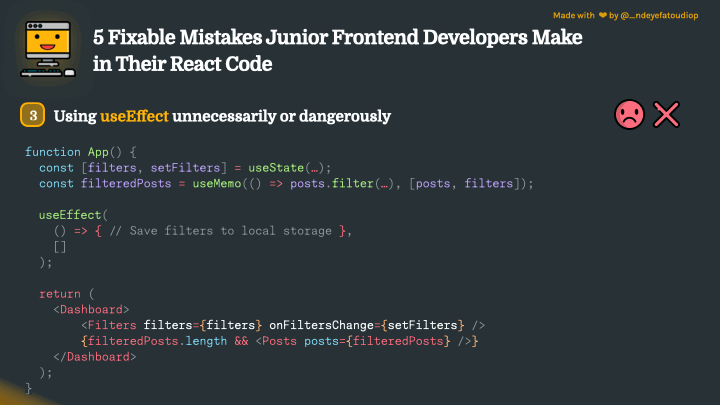 Made with ❤ by @_ndeyefatoudiop
5 Fixable Mistakes Junior Frontend Developers Make
in Their React Code
3 Using useEffect unnecessarily or dangerously
function App() {
  const [filters, setFilters] = useState(…);
  const filteredPosts = useMemo(() => posts.filter(…), [posts, filters]);

  useEffect(
    () => { // Save filters to local storage },
    []
  );

  return (
    <Dashboard>
        <Filters filters={filters} onFiltersChange={setFilters} />
        {filteredPosts.length && <Posts posts={filteredPosts} />}
    </Dashboard>
  );
}